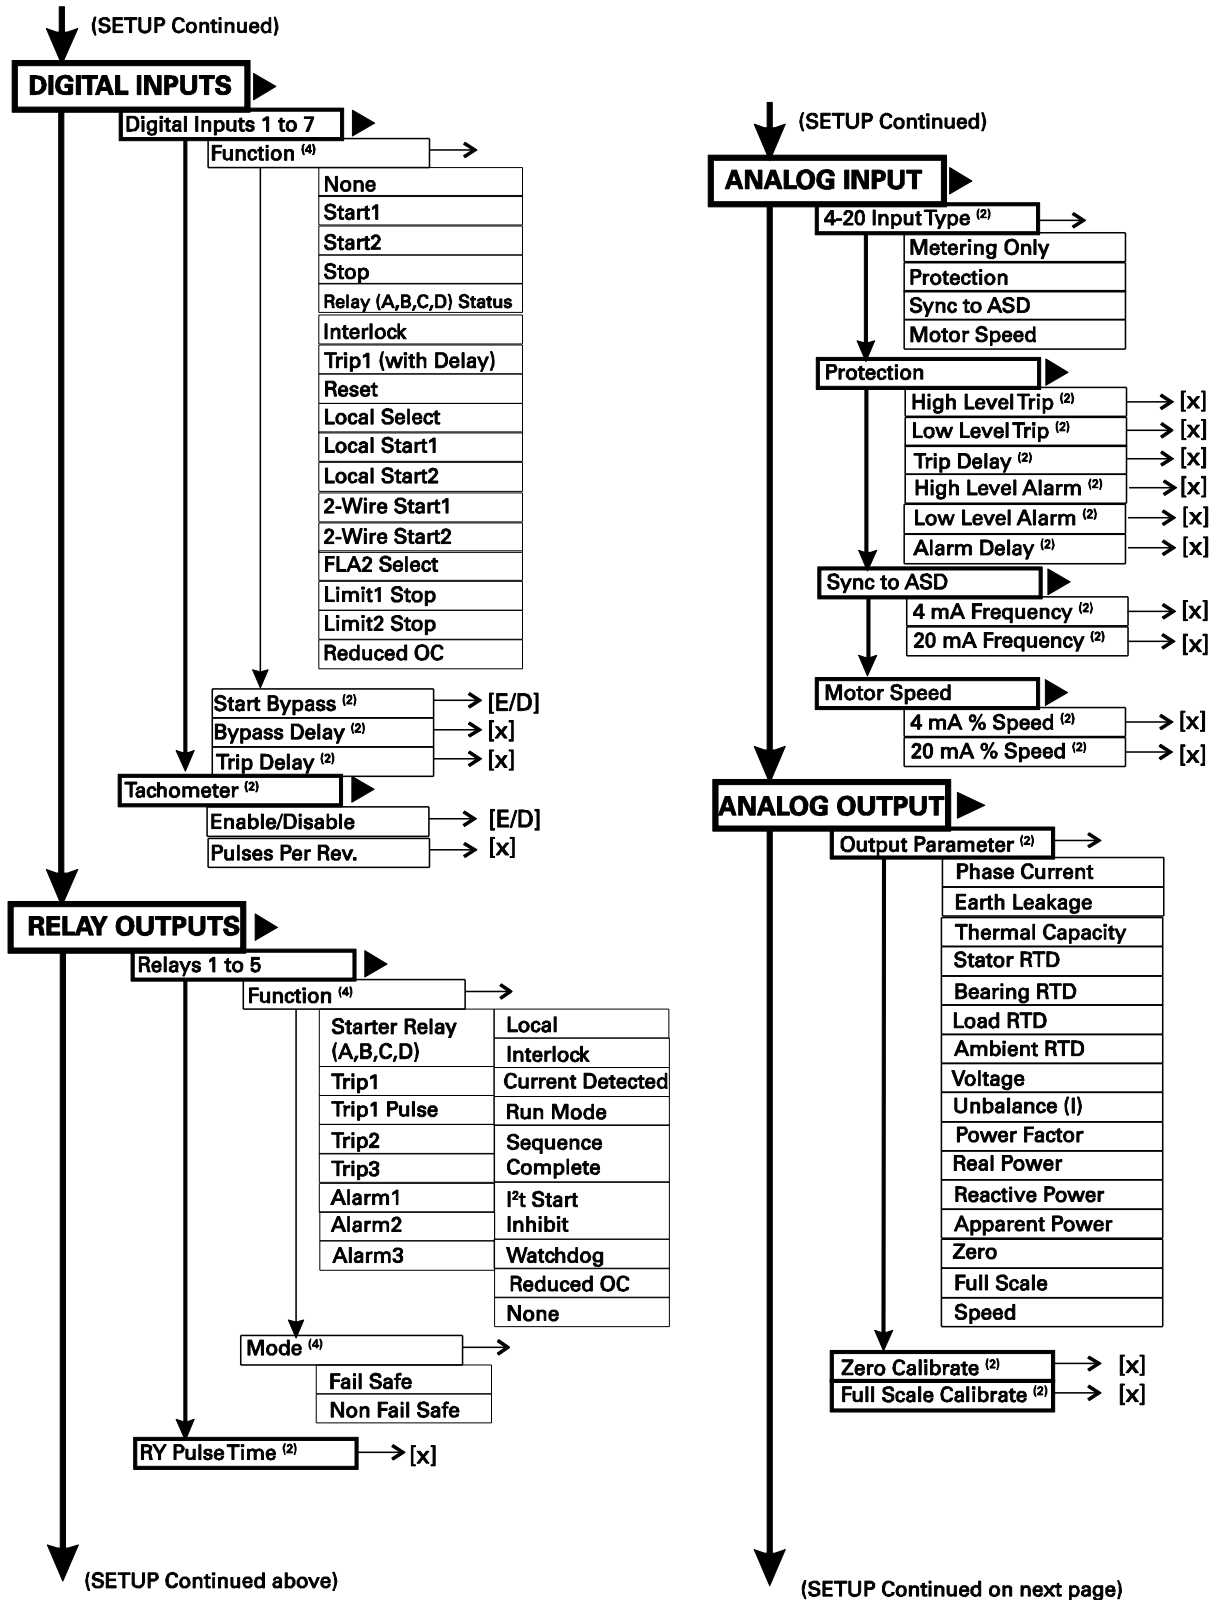 (SETUP Continued)
DIGITAL INPUTS
Digital Inputs 1 to 7
Function (4)
None
Start1
Start2
Stop
Relay (A,B,C,D) Status
Interlock
Trip1 (with Delay)
Reset
Local Select
Local Start1
Local Start2
2-Wire Start1
2-Wire Start2
FLA2 Select
Limit1 Stop
Limit2 Stop
Reduced OC
Start Bypass (2) [E/D]
Bypass Delay (2) [x]
Trip Delay (2) [x]
Tachometer (2)
Enable/Disable [E/D]
Pulses Per Rev. [x]
RELAY OUTPUTS
Relays 1 to 5
Function (4)
Starter Relay
(A,B,C,D)
Trip1
Trip1 Pulse
Trip2
Trip3
Alarm1
Alarm2
Alarm3
Local
Interlock
Current Detected
Run Mode
Sequence
Complete
I²t Start
Inhibit
Watchdog
Reduced OC
None
Mode (4)
Fail Safe
Non Fail Safe
RY Pulse Time (2) [x]
(SETUP Continued above)
(SETUP Continued)
ANALOG INPUT
4-20 Input Type (2)
Metering Only
Protection
Sync to ASD
Motor Speed
Protection
High Level Trip (2) [x]
Low Level Trip (2) [x]
Trip Delay (2) [x]
High Level Alarm (2) [x]
Low Level Alarm (2) [x]
Alarm Delay (2) [x]
Sync to ASD
4 mA Frequency (2) [x]
20 mA Frequency (2) [x]
Motor Speed
4 mA % Speed (2) [x]
20 mA % Speed (2) [x]
ANALOG OUTPUT
Output Parameter (2)
Phase Current
Earth Leakage
Thermal Capacity
Stator RTD
Bearing RTD
Load RTD
Ambient RTD
Voltage
Unbalance (I)
Power Factor
Real Power
Reactive Power
Apparent Power
Zero
Full Scale
Speed
Zero Calibrate (2) [x]
Full Scale Calibrate (2) [x]
(SETUP Continued on next page)